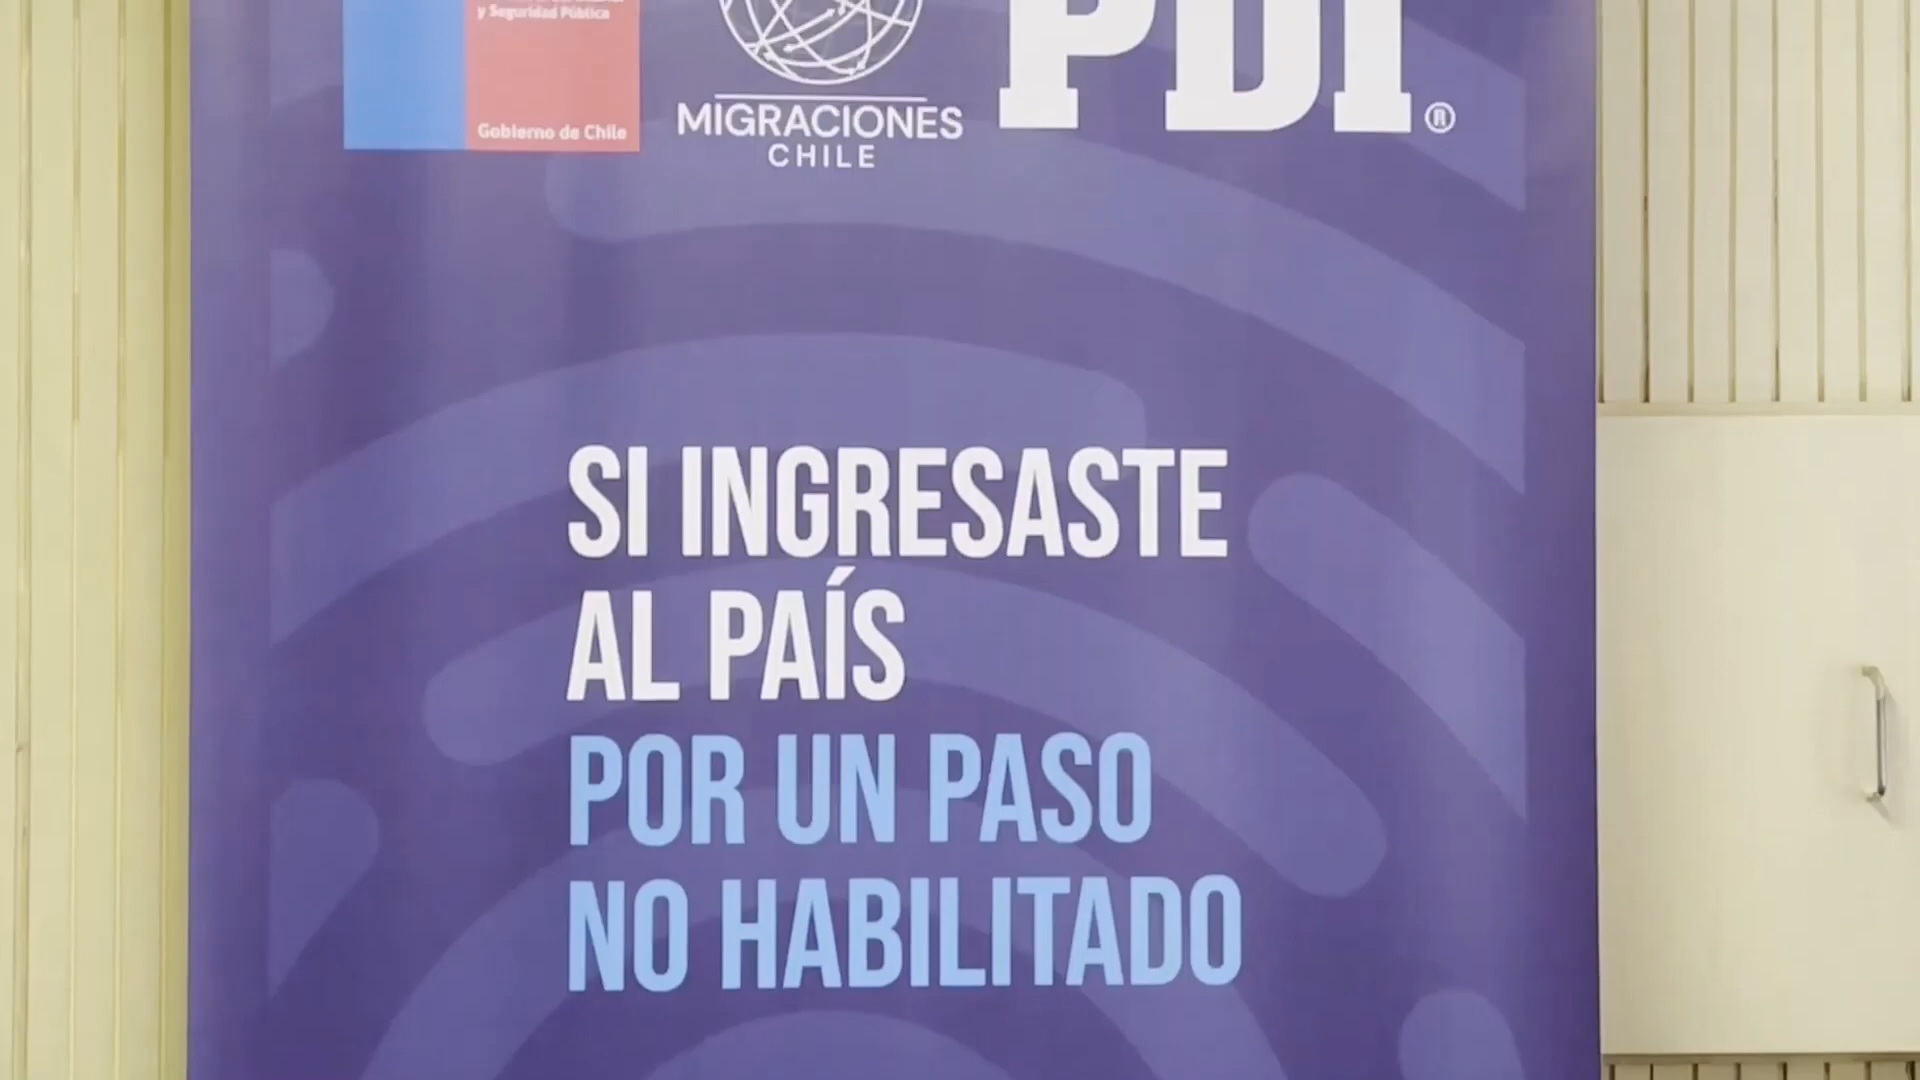 y Seguridad Pública
Gobierno de Chile
MIGRACIONES
CHILE
PDI®
SI INGRESASTE
AL PAÍS
POR UN PASO
NO HABILITADO